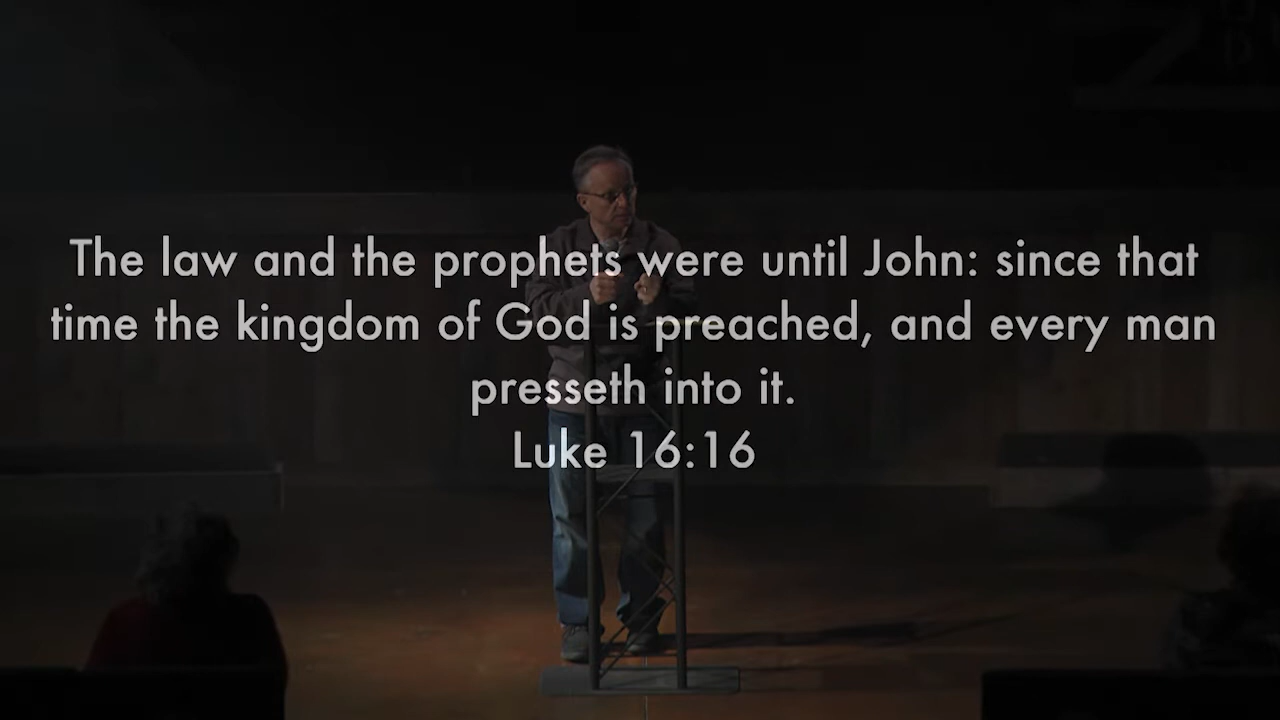 The law and the prophets were until John: since that
time the kingdom of God is preached, and every man
presseth into it.
Luke 16:16